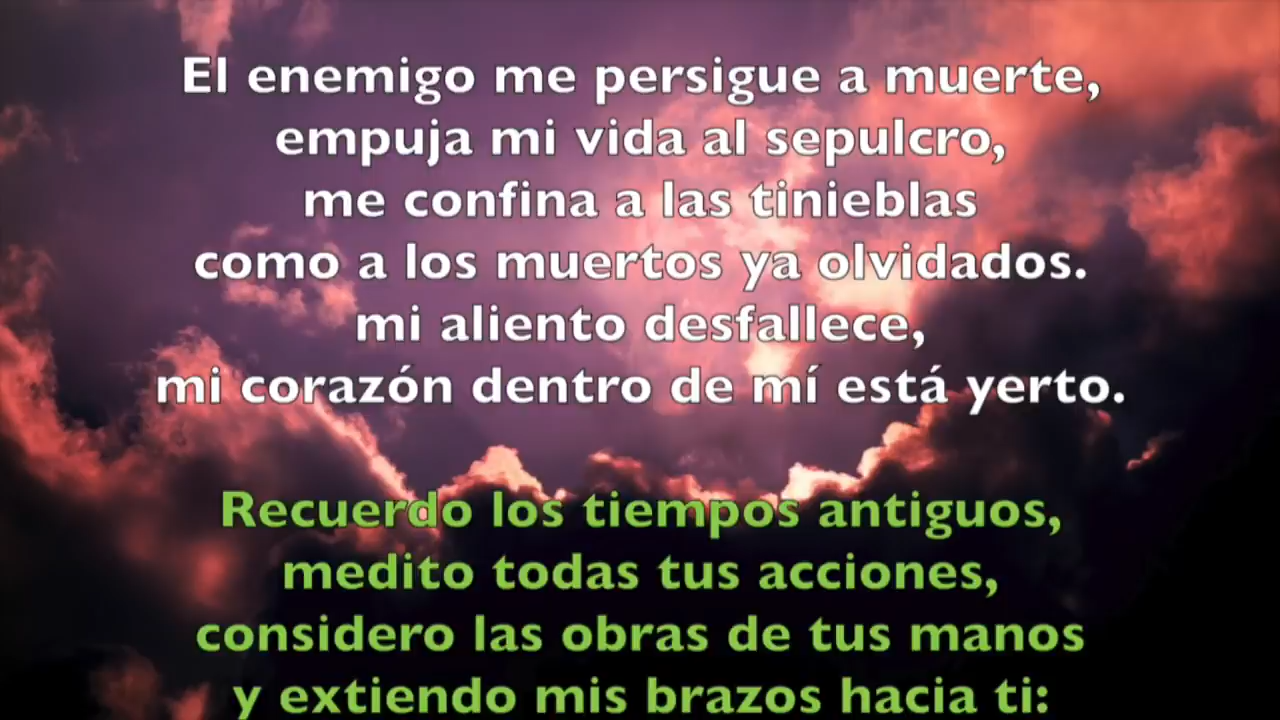 El enemigo me persigue a muerte,
empuja mi vida al sepulcro,
me confina a las tinieblas
como a los muertos ya olvidados.
mi aliento desfallece,
mi corazón dentro de mí está yerto.
Recuerdo los tiempos antiguos,
medito todas tus acciones,
considero las obras de tus manos
y extiendo mis brazos hacia ti: